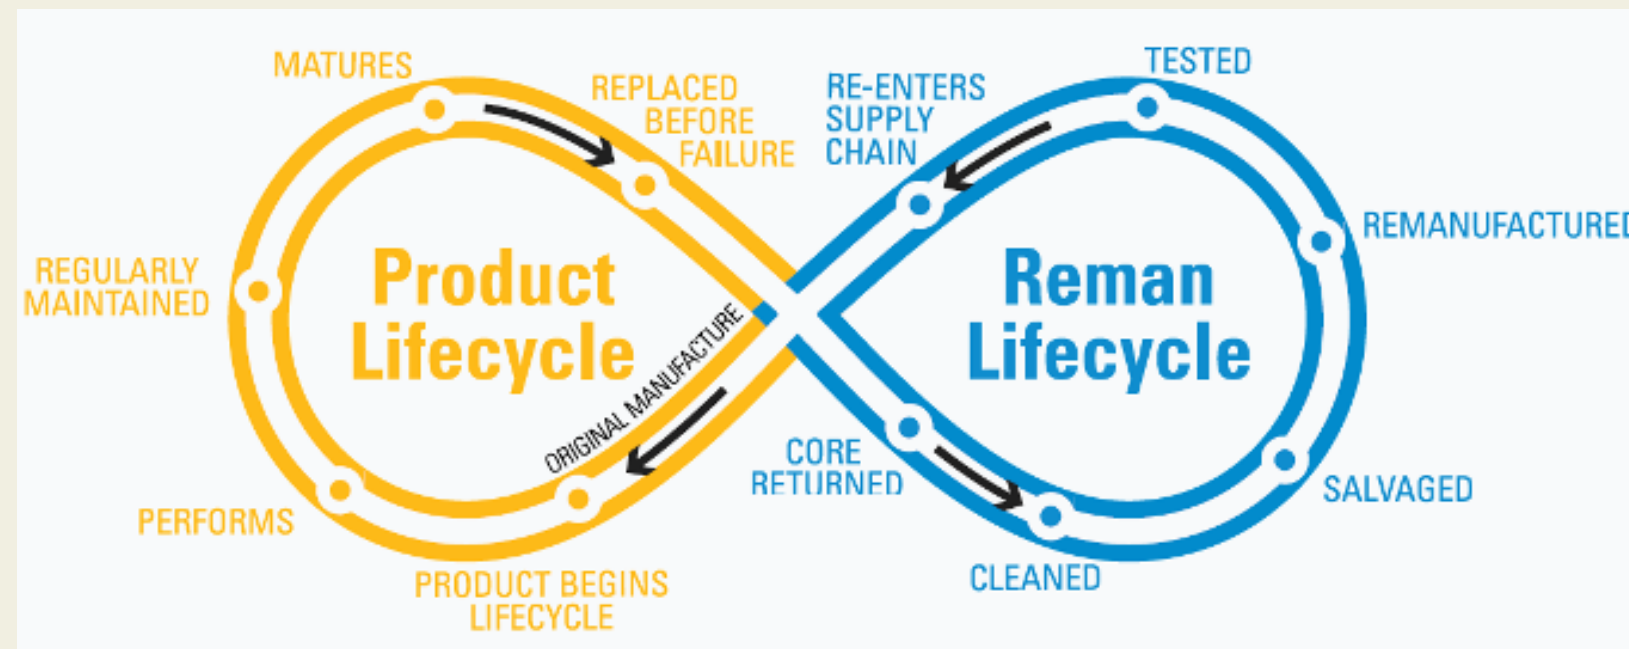 MATURES
REPLACED
BEFORE
FAILURE
REGULARLY
MAINTAINED
Product
Lifecycle
ORIGINAL MANUFACTURE
PERFORMS
PRODUCT BEGINS
LIFECYCLE
RE-ENTERS
SUPPLY
CHAIN
TESTED
REMANUFACTURED
Reman
Lifecycle
CORE
RETURNED
SALVAGED
CLEANED